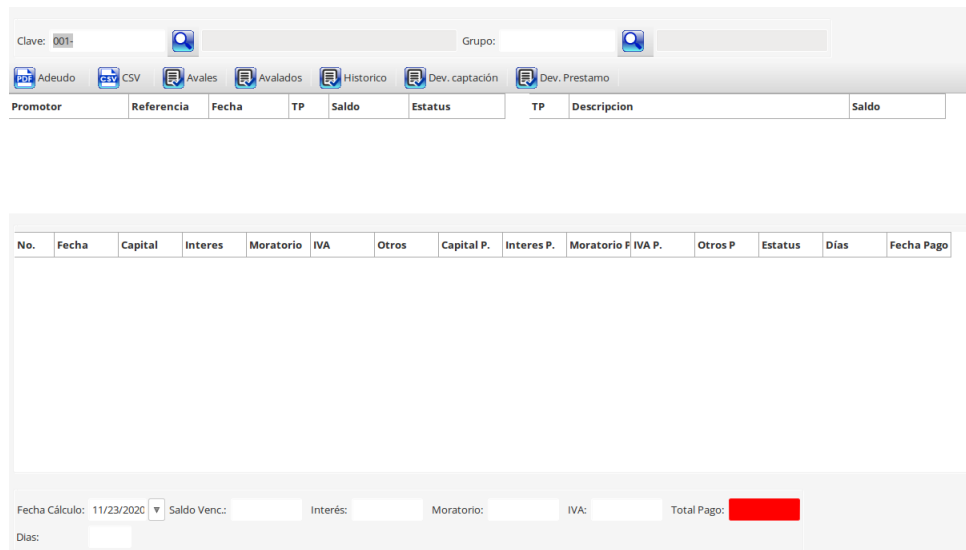 Clave: 001- Grupo:
PDF Adeudo CSV CSV Avales Avalados Historico Dev. captación Dev. Prestamo
Promotor Referencia Fecha TP Saldo Estatus TP Descripcion Saldo
No. Fecha Capital Interes Moratorio IVA Otros Capital P. Interes P. Moratorio P IVA P. Otros P Estatus Días Fecha Pago
Fecha Cálculo: 11/23/2020 Saldo Venc.: Interés: Moratorio: IVA: Total Pago:
Dias: